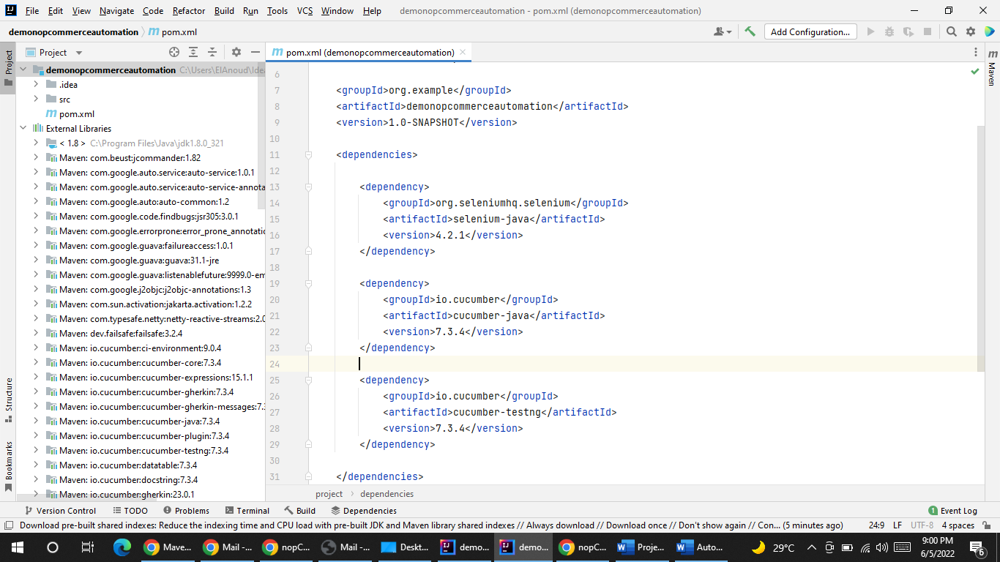 File Edit View Navigate Code Refactor Build Run Tools VCS Window Help demonopcommerceautomation - pom.xml (demonopcommerceautomation)
demonopcommerceautomation pom.xml Add Configuration...
Project
pom.xml (demonopcommerceautomation)
Project
Structure
Bookmarks
demonopcommerceautomation C:\Users\ElAnoud\Idea
.idea
src
pom.xml
External Libraries
< 1.8 > C:\Program Files\Java\jdk1.8.0_321
Maven: com.beust:jcommander:1.82
Maven: com.google.auto.service:auto-service:1.0.1
Maven: com.google.auto.service:auto-service-annota
Maven: com.google.auto:auto-common:1.2
Maven: com.google.code.findbugs:jsr305:3.0.1
Maven: com.google.errorprone:error_prone_annotatio
Maven: com.google.guava:failureaccess:1.0.1
Maven: com.google.guava:guava:31.1-jre
Maven: com.google.guava:listenablefuture:9999.0-em
Maven: com.google.j2objc:j2objc-annotations:1.3
Maven: com.sun.activation:jakarta.activation:1.2.2
Maven: com.typesafe.netty:netty-reactive-streams:2.0
Maven: dev.failsafe:failsafe:3.2.4
Maven: io.cucumber:ci-environment:9.0.4
Maven: io.cucumber:cucumber-core:7.3.4
Maven: io.cucumber:cucumber-expressions:15.1.1
Maven: io.cucumber:cucumber-gherkin:7.3.4
Maven: io.cucumber:cucumber-gherkin-messages:7.3
Maven: io.cucumber:cucumber-java:7.3.4
Maven: io.cucumber:cucumber-plugin:7.3.4
Maven: io.cucumber:cucumber-testng:7.3.4
Maven: io.cucumber:datatable:7.3.4
Maven: io.cucumber:docstring:7.3.4
Maven: io.cucumber:gherkin:23.0.1
6
7 <groupId>org.example</groupId>
8 <artifactId>demonopcommerceautomation</artifactId>
9 <version>1.0-SNAPSHOT</version>
10
11 <dependencies>
12
13 <dependency>
14 <groupId>org.seleniumhq.selenium</groupId>
15 <artifactId>selenium-java</artifactId>
16 <version>4.2.1</version>
17 </dependency>
18
19 <dependency>
20 <groupId>io.cucumber</groupId>
21 <artifactId>cucumber-java</artifactId>
22 <version>7.3.4</version>
23 </dependency>
24
25 <dependency>
26 <groupId>io.cucumber</groupId>
27 <artifactId>cucumber-testng</artifactId>
28 <version>7.3.4</version>
29 </dependency>
30
31 </dependencies>
Maven
project dependencies
Version Control TODO Problems Terminal Build Dependencies 1 Event Log
Download pre-built shared indexes: Reduce the indexing time and CPU load with pre-built JDK and Maven library shared indexes // Always download // Download once // Don't show again // Con... (5 minutes ago) 24:9 LF UTF-8 4 spaces
Mave... Mail -... nopC... Mail -... Deskt... demo... demo... nopC... Proje... Auto... 29°C 9:00 PM
6/5/2022 6